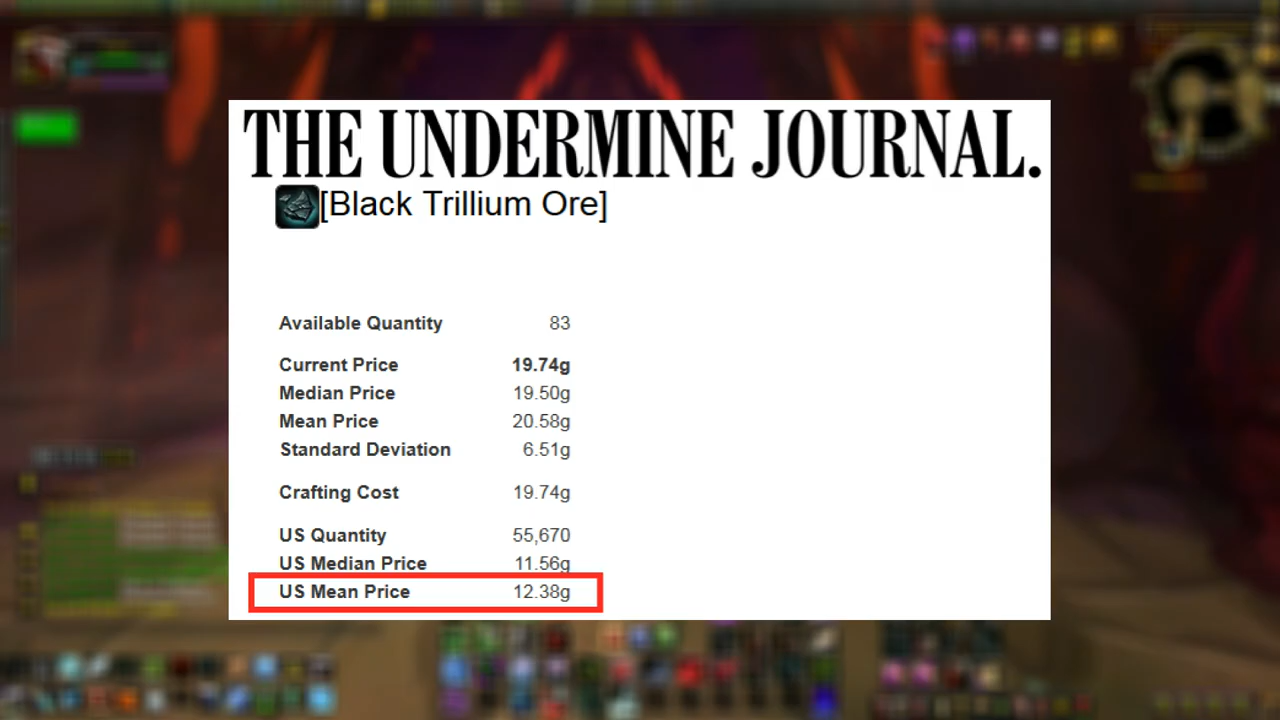 THE UNDERMINE JOURNAL.
[Black Trillium Ore]
Available Quantity 83
Current Price 19.74g
Median Price 19.50g
Mean Price 20.58g
Standard Deviation 6.51g
Crafting Cost 19.74g
US Quantity 55,670
US Median Price 11.56g
US Mean Price 12.38g